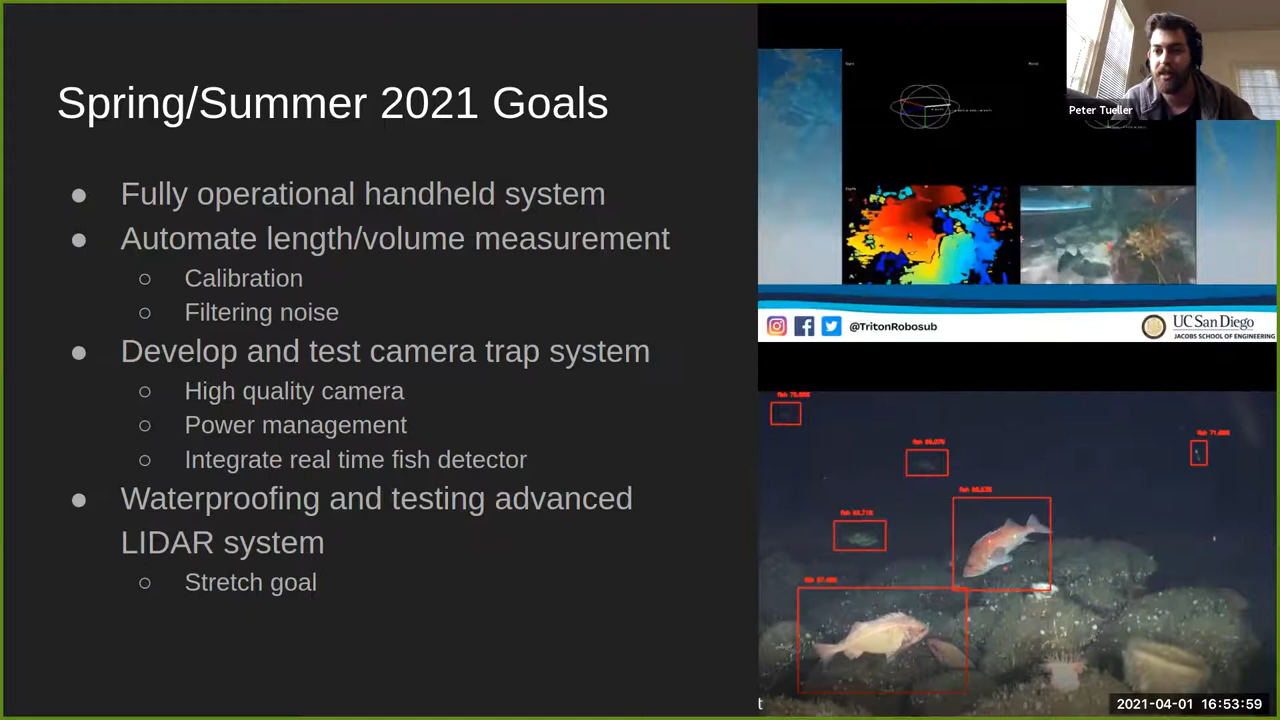 Spring/Summer 2021 Goals
● Fully operational handheld system
● Automate length/volume measurement
○ Calibration
○ Filtering noise
● Develop and test camera trap system
○ High quality camera
○ Power management
○ Integrate real time fish detector
● Waterproofing and testing advanced
LIDAR system
○ Stretch goal
Peter Tueller
@TritonRobosub
UC San Diego
JACOBS SCHOOL OF ENGINEERING
2021-04-01 16:53:59